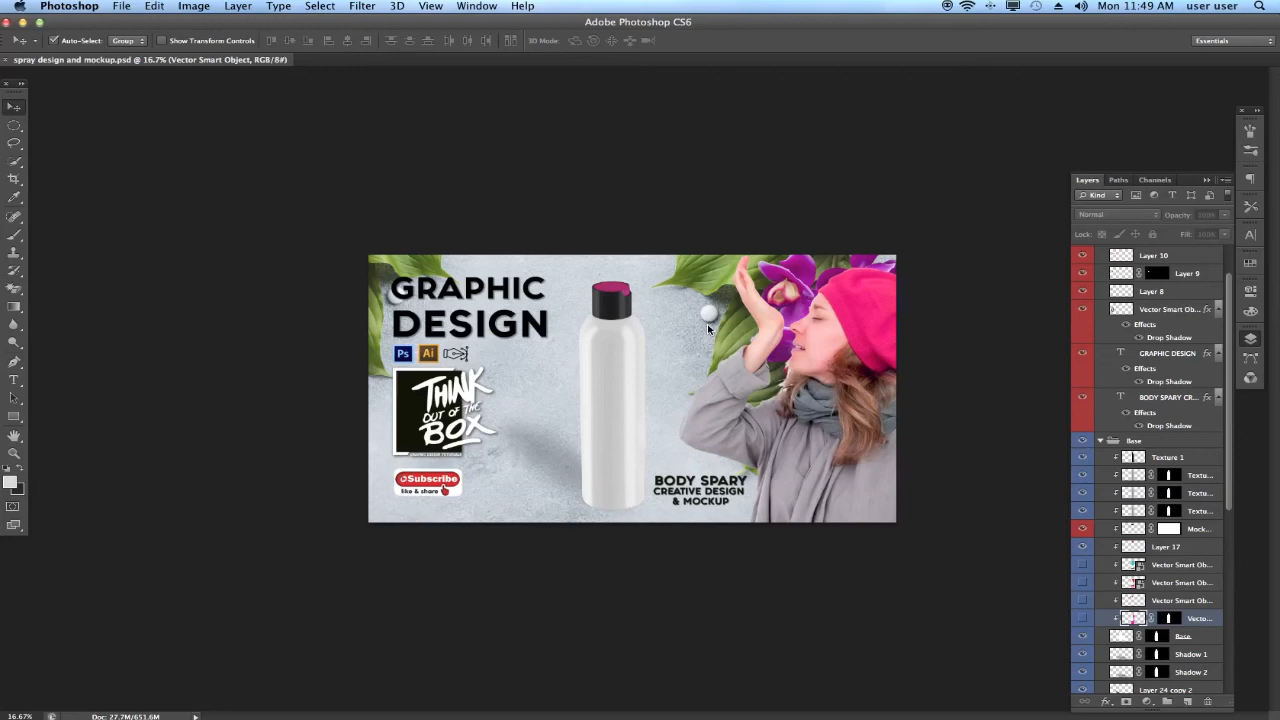 Photoshop File Edit Image Layer Type Select Filter 3D View Window Help Mon 11:49 AM user user
Adobe Photoshop CS6
Auto-Select: Group Show Transform Controls 3D Mode: Essentials
spray design and mockup.psd @ 16.7% (Vector Smart Object, RGB/8#)
GRAPHIC
DESIGN
Ps Ai
THINK
OUT OF THE
BOX
Subscribe
like & share
BODY SPARY
CREATIVE DESIGN
& MOCKUP
Layers Paths Channels
Kind
Normal Opacity: 100%
Lock: Fill: 100%
Layer 10
Layer 9
Layer 8
Vector Smart Ob... fx
Effects
Drop Shadow
T GRAPHIC DESIGN fx
Effects
Drop Shadow
T BODY SPARY CR... fx
Effects
Drop Shadow
Base
Texture 1
Textu...
Textu...
Textu...
Mock...
Layer 17
Vector Smart Ob...
Vector Smart Ob...
Vector Smart Ob...
Vecto...
Base
Shadow 1
Shadow 2
Layer 24 copy 2
16.67% Doc: 27.7M/651.6M